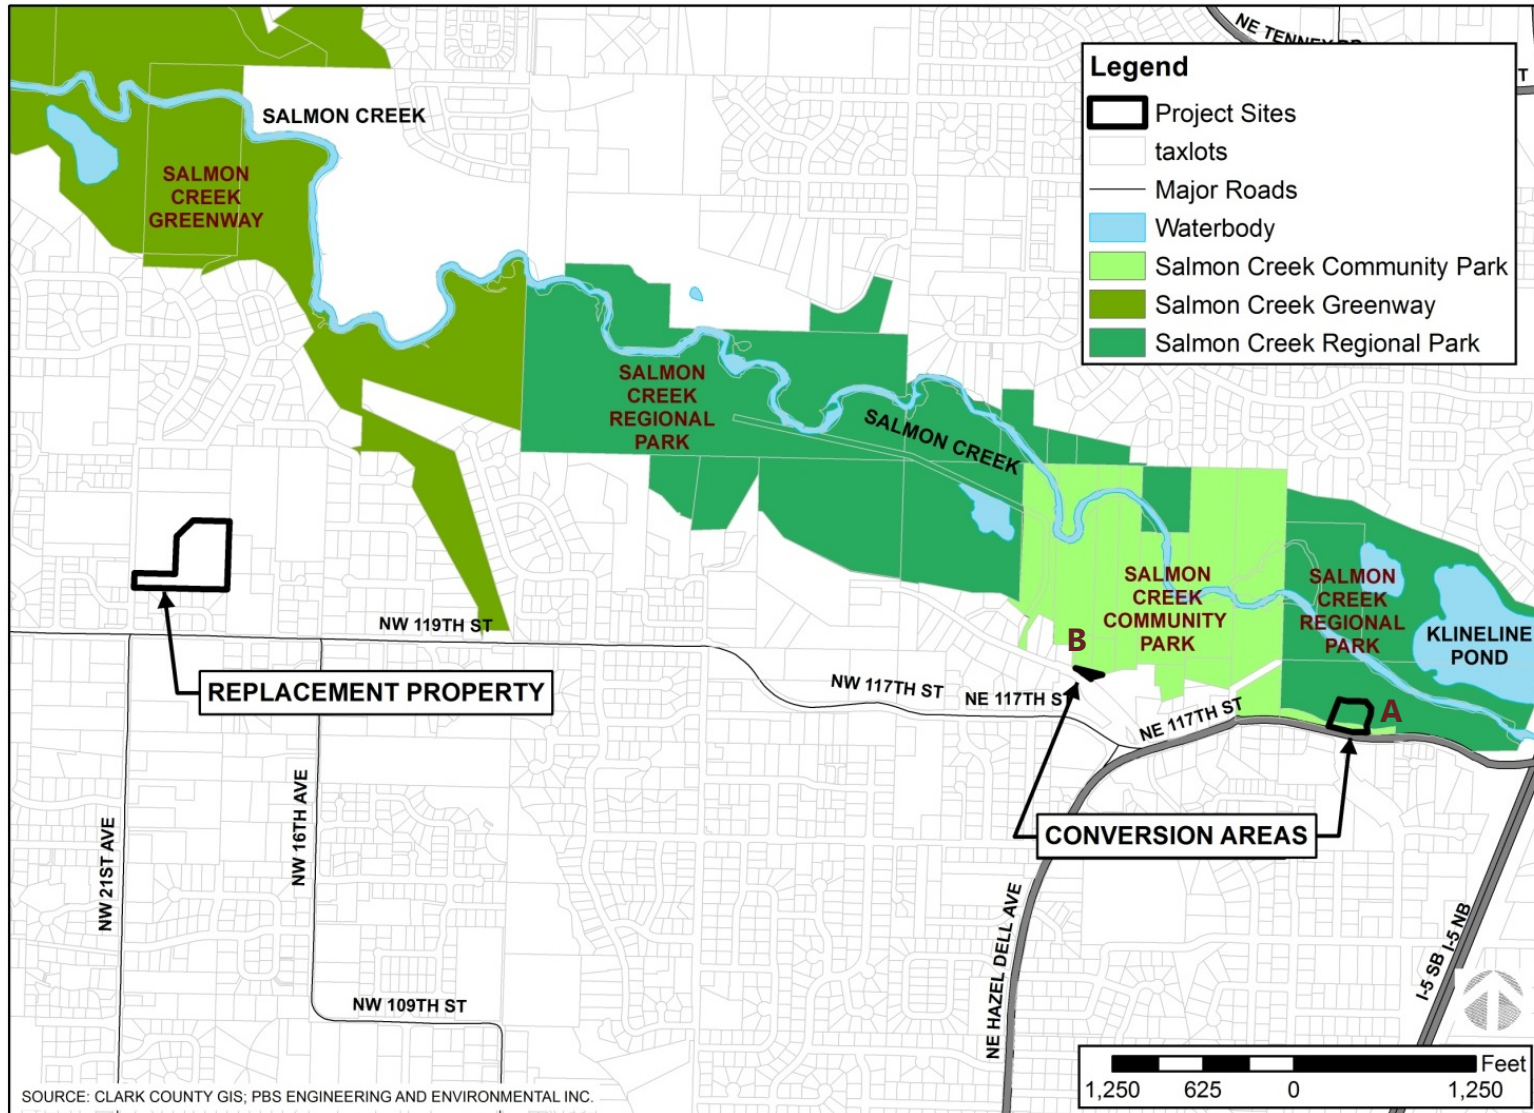 NE TENNEY RD
T
Legend
Project Sites
taxlots
Major Roads
Waterbody
Salmon Creek Community Park
Salmon Creek Greenway
Salmon Creek Regional Park
SALMON CREEK
SALMON
CREEK
GREENWAY
SALMON
CREEK
REGIONAL
PARK
SALMON CREEK
SALMON
CREEK
COMMUNITY
PARK
SALMON
CREEK
REGIONAL
PARK
KLINELINE
POND
NW 119TH ST
B
REPLACEMENT PROPERTY
NW 117TH ST
NE 117TH ST
NE 117TH ST
A
CONVERSION AREAS
NW 21ST AVE
NW 16TH AVE
NE HAZEL DELL AVE
I-5 SB
I-5 NB
NW 109TH ST
Feet
1,250 625 0 1,250
SOURCE: CLARK COUNTY GIS; PBS ENGINEERING AND ENVIRONMENTAL INC.